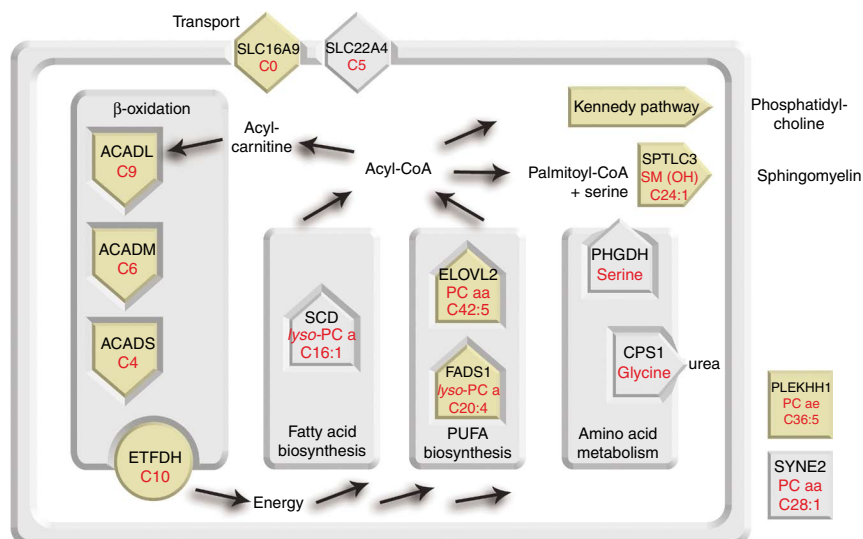 Transport
SLC16A9
C0
SLC22A4
C5
β-oxidation
ACADL
C9
ACADM
C6
ACADS
C4
ETFDH
C10
Acyl-
carnitine
Acyl-CoA
Kennedy pathway
Phosphatidyl-
choline
Palmitoyl-CoA
+ serine
SPTLC3
SM (OH)
C24:1
Sphingomyelin
SCD
lyso-PC a
C16:1
Fatty acid
biosynthesis
ELOVL2
PC aa
C42:5
FADS1
lyso-PC a
C20:4
PUFA
biosynthesis
PHGDH
Serine
CPS1
Glycine
urea
Amino acid
metabolism
Energy
PLEKHH1
PC ae
C36:5
SYNE2
PC aa
C28:1